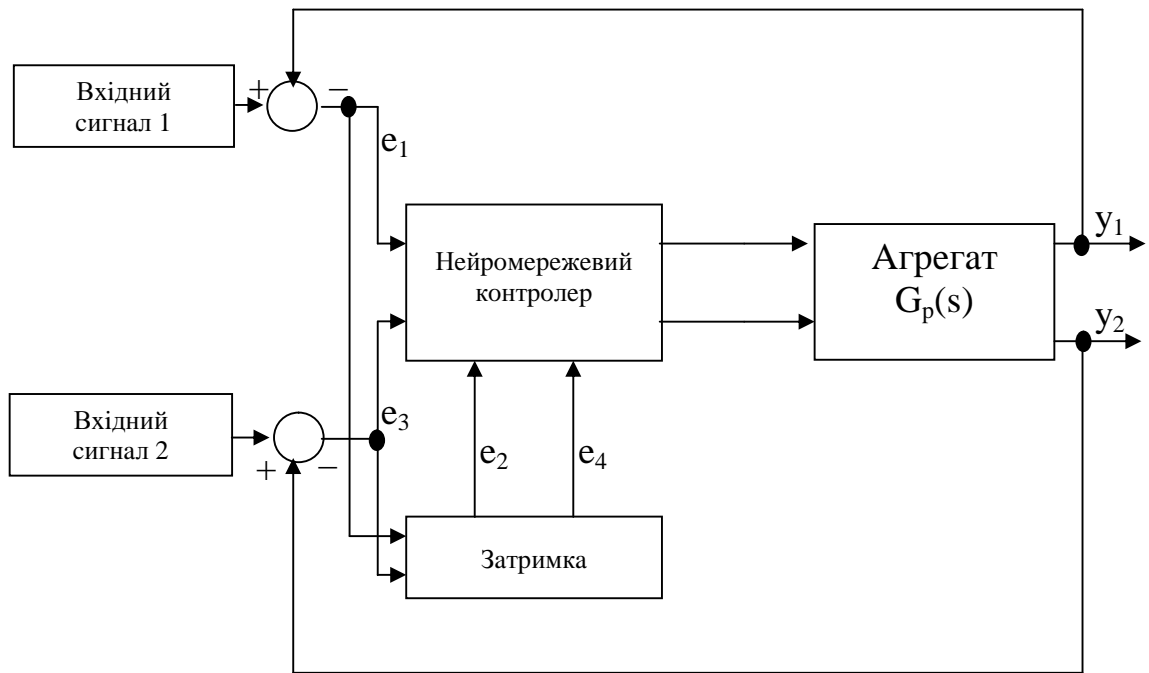 Вхідний
сигнал 1
+
−
e₁
Нейромережевий
контролер
Агрегат
Gₚ(s)
y₁
y₂
Вхідний
сигнал 2
+
−
e₃
e₂
e₄
Затримка